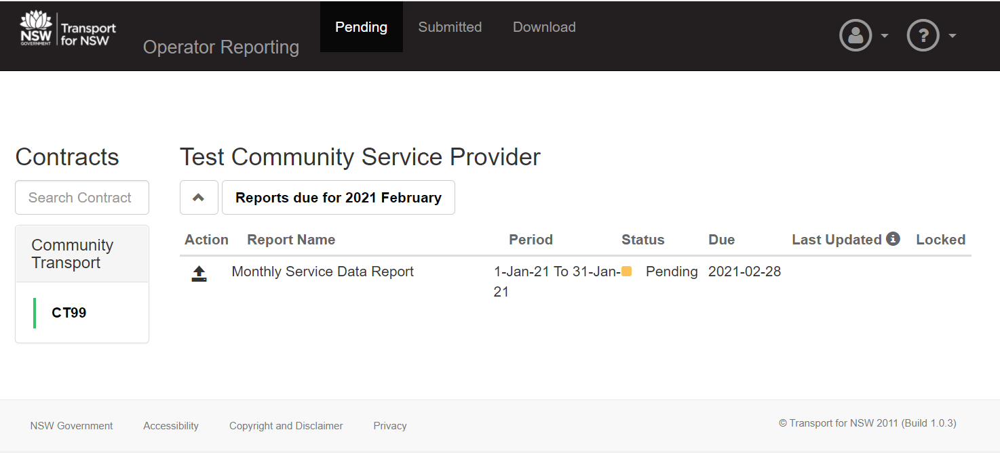 NSW
GOVERNMENT
Transport
for NSW
Operator Reporting
Pending
Submitted
Download
?
Contracts
Search Contract
Community
Transport
CT99
Test Community Service Provider
Reports due for 2021 February
Action Report Name Period Status Due Last Updated i Locked
Monthly Service Data Report 1-Jan-21 To 31-Jan- Pending 2021-02-28
21
NSW Government Accessibility Copyright and Disclaimer Privacy
© Transport for NSW 2011 (Build 1.0.3)